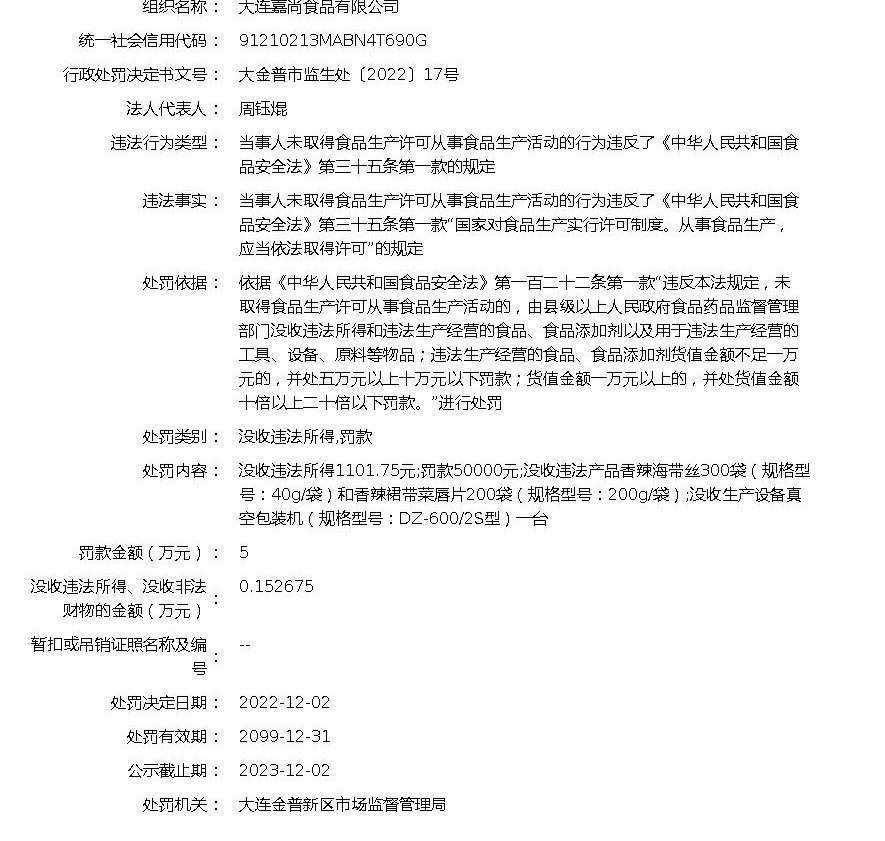 组织名称： 大连嘉尚食品有限公司
统一社会信用代码： 91210213MABN4T690G
行政处罚决定书文号： 大金普市监生处〔2022〕17号
法人代表人： 周钰焜
违法行为类型： 当事人未取得食品生产许可从事食品生产活动的行为违反了《中华人民共和国食
品安全法》第三十五条第一款的规定
违法事实： 当事人未取得食品生产许可从事食品生产活动的行为违反了《中华人民共和国食
品安全法》第三十五条第一款“国家对食品生产实行许可制度。从事食品生产，
应当依法取得许可”的规定
处罚依据： 依据《中华人民共和国食品安全法》第一百二十二条第一款“违反本法规定，未
取得食品生产许可从事食品生产活动的，由县级以上人民政府食品药品监督管理
部门没收违法所得和违法生产经营的食品、食品添加剂以及用于违法生产经营的
工具、设备、原料等物品；违法生产经营的食品、食品添加剂货值金额不足一万
元的，并处五万元以上十万元以下罚款；货值金额一万元以上的，并处货值金额
十倍以上二十倍以下罚款。”进行处罚
处罚类别： 没收违法所得,罚款
处罚内容： 没收违法所得1101.75元;罚款50000元;没收违法产品香辣海带丝300袋（规格型
号：40g/袋）和香辣裙带菜唇片200袋（规格型号：200g/袋）;没收生产设备真
空包装机（规格型号：DZ-600/2S型）一台
罚款金额（万元）： 5
没收违法所得、没收非法
财物的金额（万元）： 0.152675
暂扣或吊销证照名称及编
号： --
处罚决定日期： 2022-12-02
处罚有效期： 2099-12-31
公示截止期： 2023-12-02
处罚机关： 大连金普新区市场监督管理局